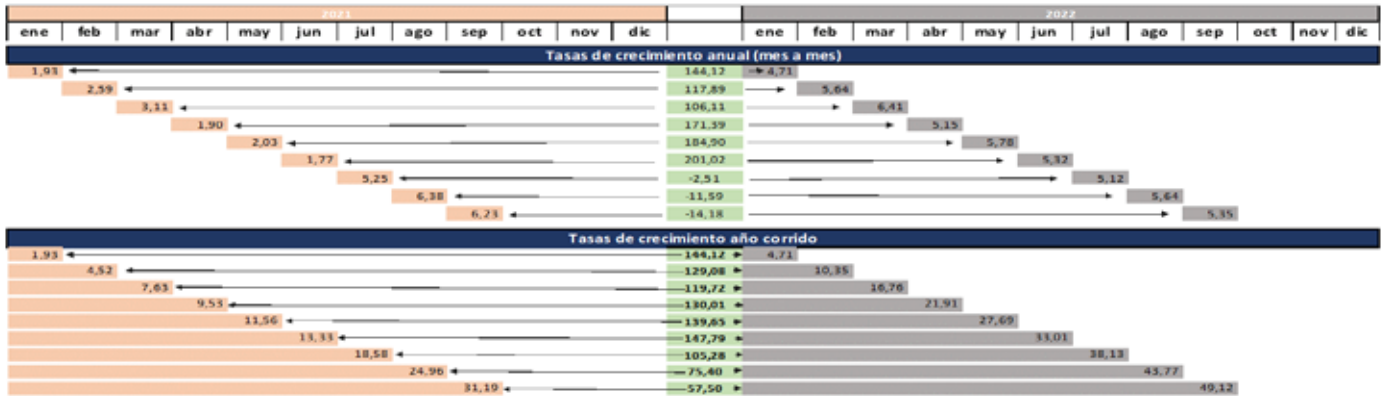 2021 2022
ene feb mar abr may jun jul ago sep oct nov dic ene feb mar abr may jun jul ago sep oct nov dic
Tasas de crecimiento anual (mes a mes)
1,93 144,12 4,71
2,59 117,89 5,64
3,11 106,11 6,41
1,90 171,39 5,15
2,03 184,90 5,78
1,77 201,02 5,32
5,25 -2,51 5,12
6,38 -11,59 5,64
6,23 -14,18 5,35
Tasas de crecimiento año corrido
1,93 144,12 4,71
4,52 129,08 10,35
7,63 119,72 16,76
9,53 130,01 21,91
11,56 139,65 27,69
13,33 147,79 33,01
18,58 105,28 38,13
24,96 75,40 43,77
31,19 57,50 49,12